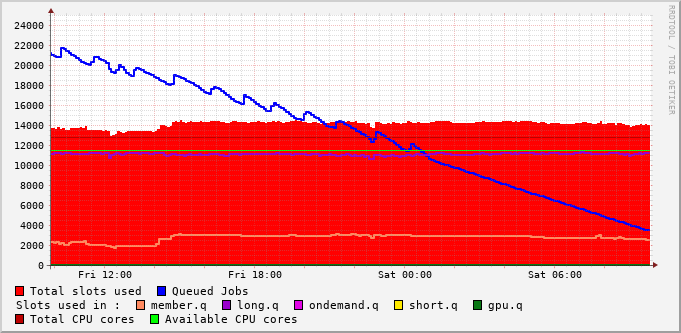 RRDTOOL / TOBI OETIKER
24000
22000
20000
18000
16000
14000
12000
10000
8000
6000
4000
2000
0
Fri 12:00 Fri 18:00 Sat 00:00 Sat 06:00
Total slots used Queued Jobs
Slots used in : member.q long.q ondemand.q short.q gpu.q
Total CPU cores Available CPU cores